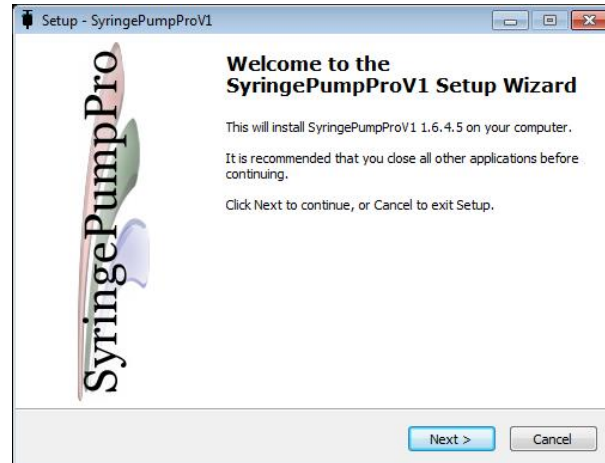 Setup - SyringePumpProV1
SyringePumpPro
Welcome to the
SyringePumpProV1 Setup Wizard
This will install SyringePumpProV1 1.6.4.5 on your computer.
It is recommended that you close all other applications before
continuing.
Click Next to continue, or Cancel to exit Setup.
Next >
Cancel